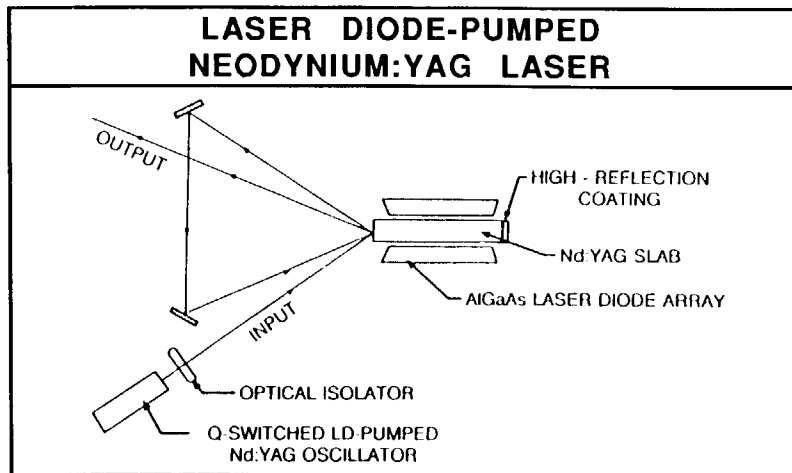 LASER DIODE-PUMPED
NEODYNIUM:YAG LASER
OUTPUT
INPUT
HIGH - REFLECTION
COATING
Nd:YAG SLAB
AlGaAs LASER DIODE ARRAY
OPTICAL ISOLATOR
Q-SWITCHED LD-PUMPED
Nd:YAG OSCILLATOR